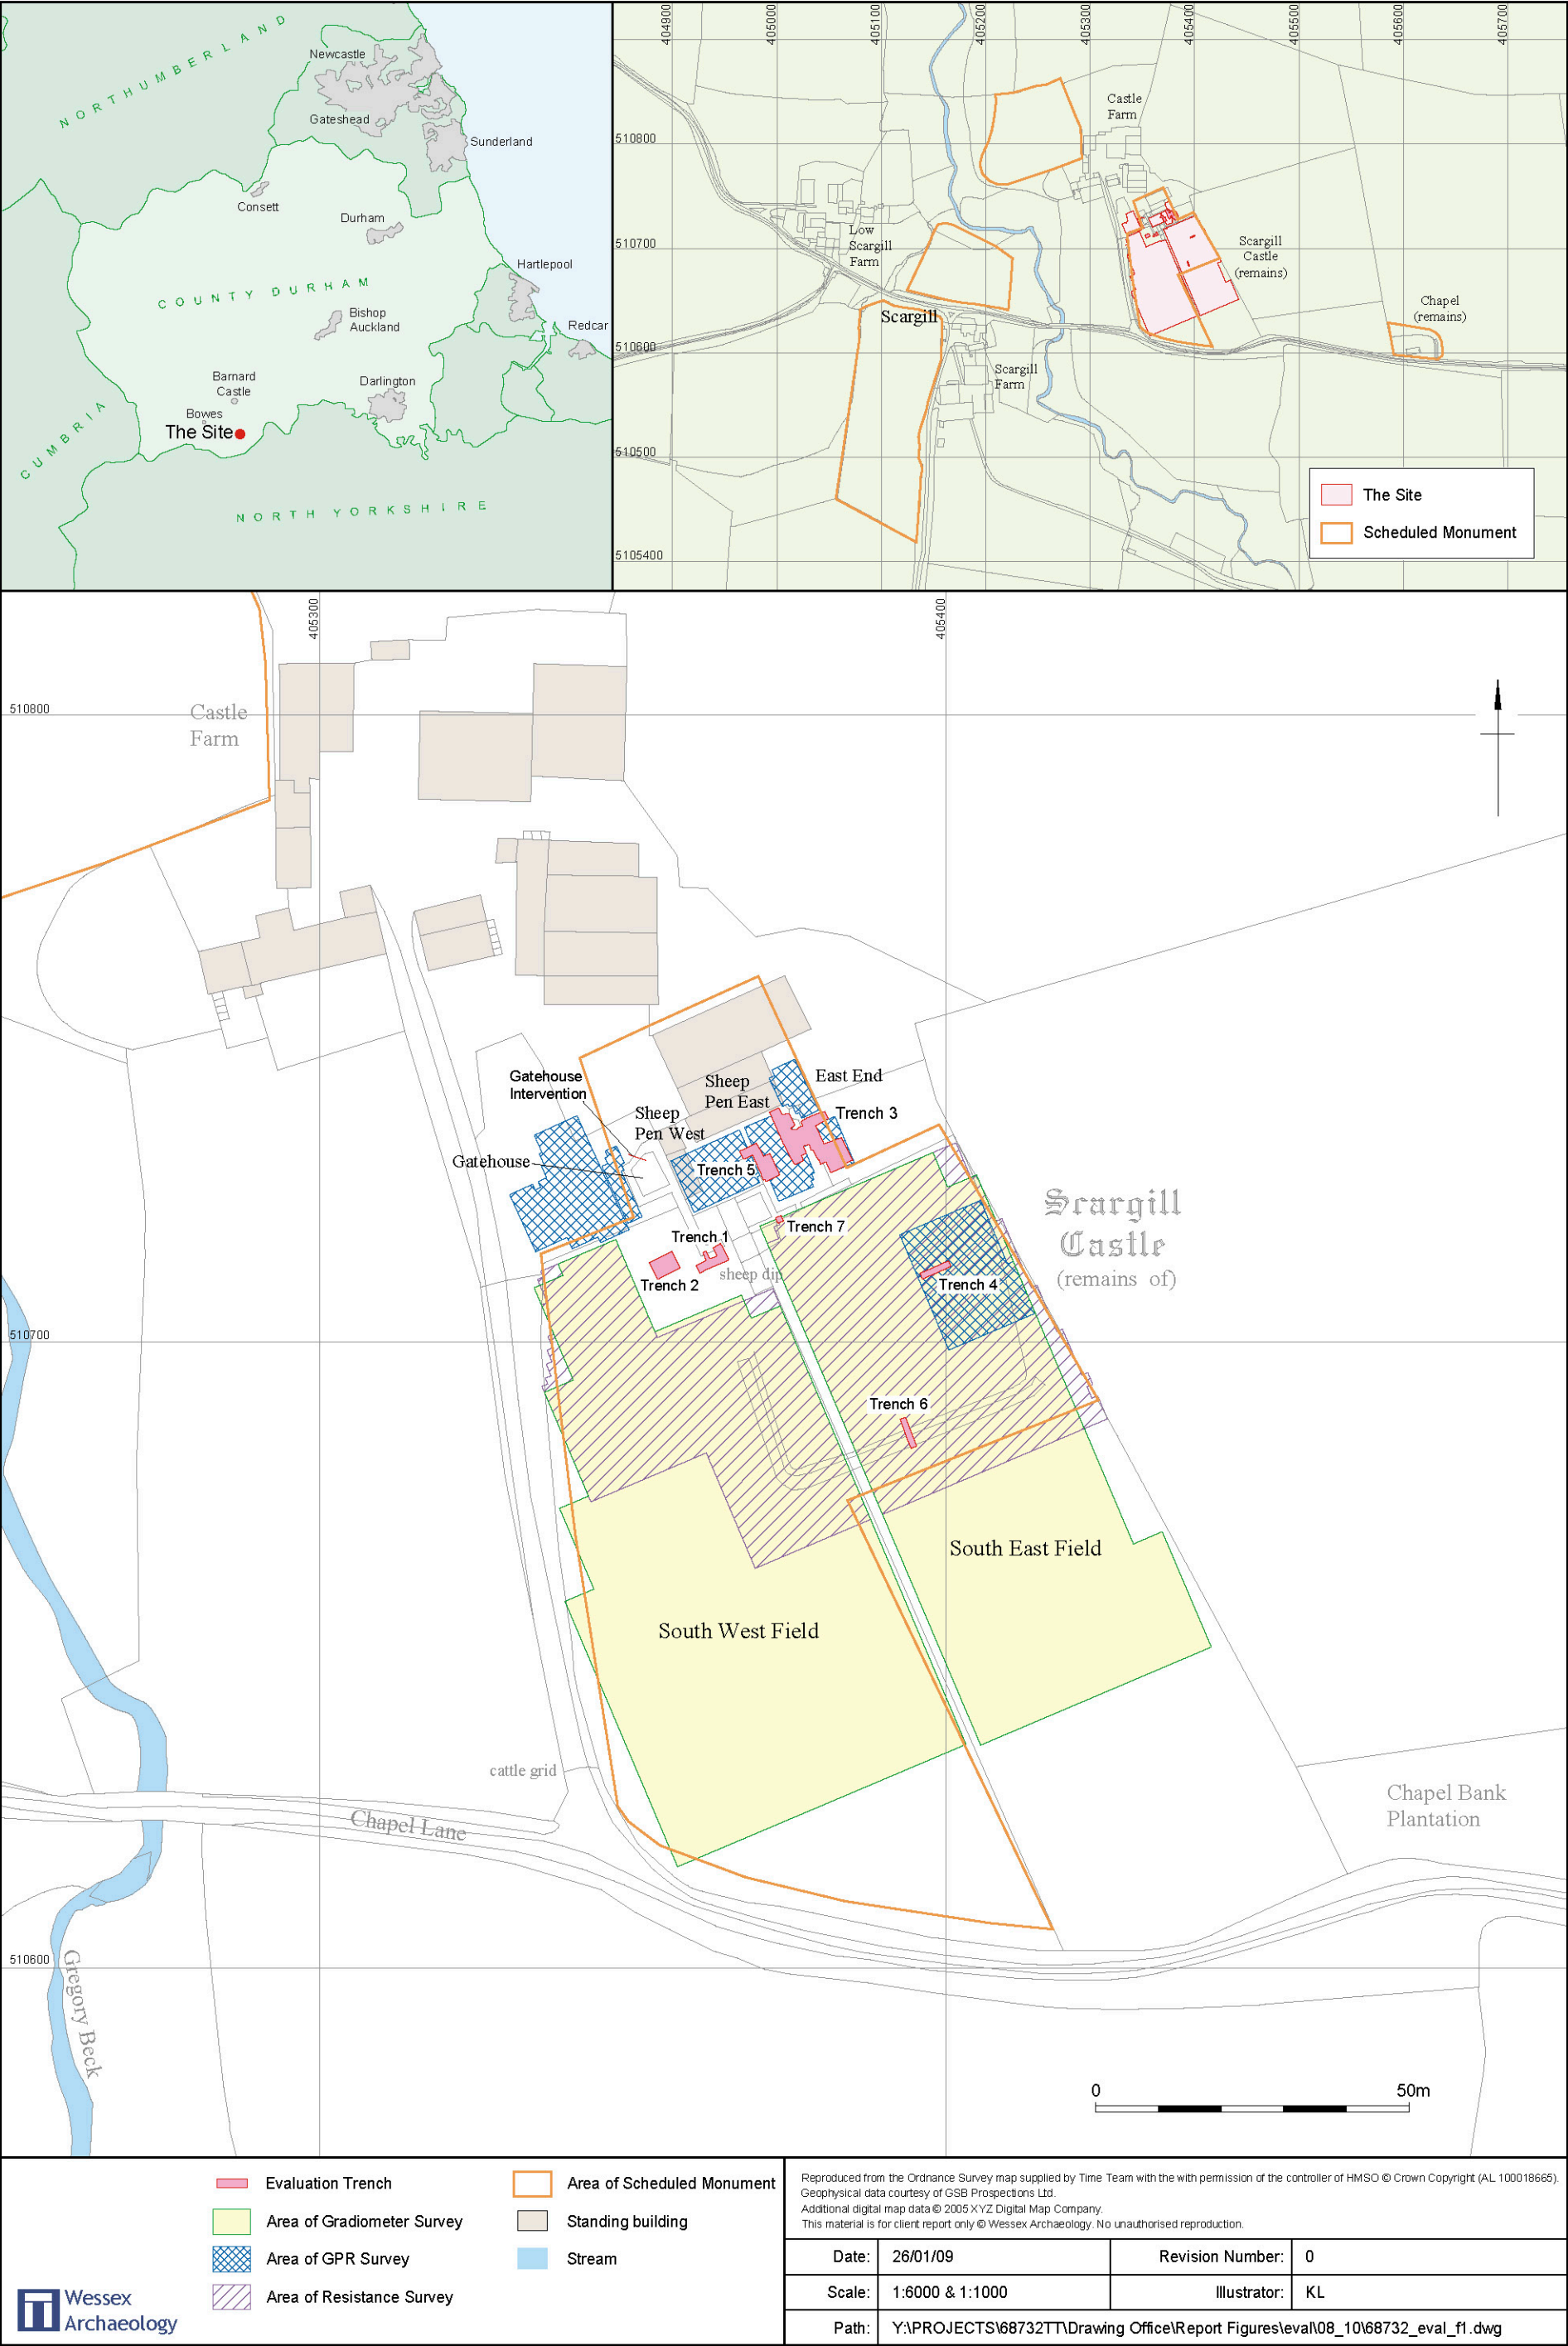 NORTHUMBERLAND
Newcastle
Gateshead
Sunderland
Consett
Durham
Hartlepool
COUNTY DURHAM
Bishop
Auckland
Redcar
Barnard
Castle
Darlington
Bowes
The Site
CUMBRIA
NORTH YORKSHIRE
404900
405000
405100
405200
405300
405400
405500
405600
405700
510800
510700
510600
510500
5105400
Castle
Farm
Low
Scargill
Farm
Scargill
Castle
(remains)
Scargill
Chapel
(remains)
Scargill
Farm
The Site
Scheduled Monument
405300
405400
510800
Castle
Farm
Gatehouse
Intervention
Sheep
Pen East
East End
Sheep
Pen West
Trench 3
Gatehouse
Trench 5
Scargill
Castle
(remains of)
Trench 7
Trench 1
sheep dip
Trench 2
Trench 4
510700
Trench 6
South East Field
South West Field
cattle grid
Chapel Lane
Chapel Bank
Plantation
510600
Gregory Beck
0
50m
Evaluation Trench
Area of Gradiometer Survey
Area of GPR Survey
Area of Resistance Survey
Area of Scheduled Monument
Standing building
Stream
Wessex
Archaeology
Reproduced from the Ordnance Survey map supplied by Time Team with the with permission of the controller of HMSO © Crown Copyright (AL 100018665).
Geophysical data courtesy of GSB Prospections Ltd.
Additional digital map data © 2005 XYZ Digital Map Company.
This material is for client report only © Wessex Archaeology. No unauthorised reproduction.
Date: 26/01/09 Revision Number: 0
Scale: 1:6000 & 1:1000 Illustrator: KL
Path: Y:\PROJECTS\68732TT\Drawing Office\Report Figures\eval\08_10\68732_eval_f1.dwg